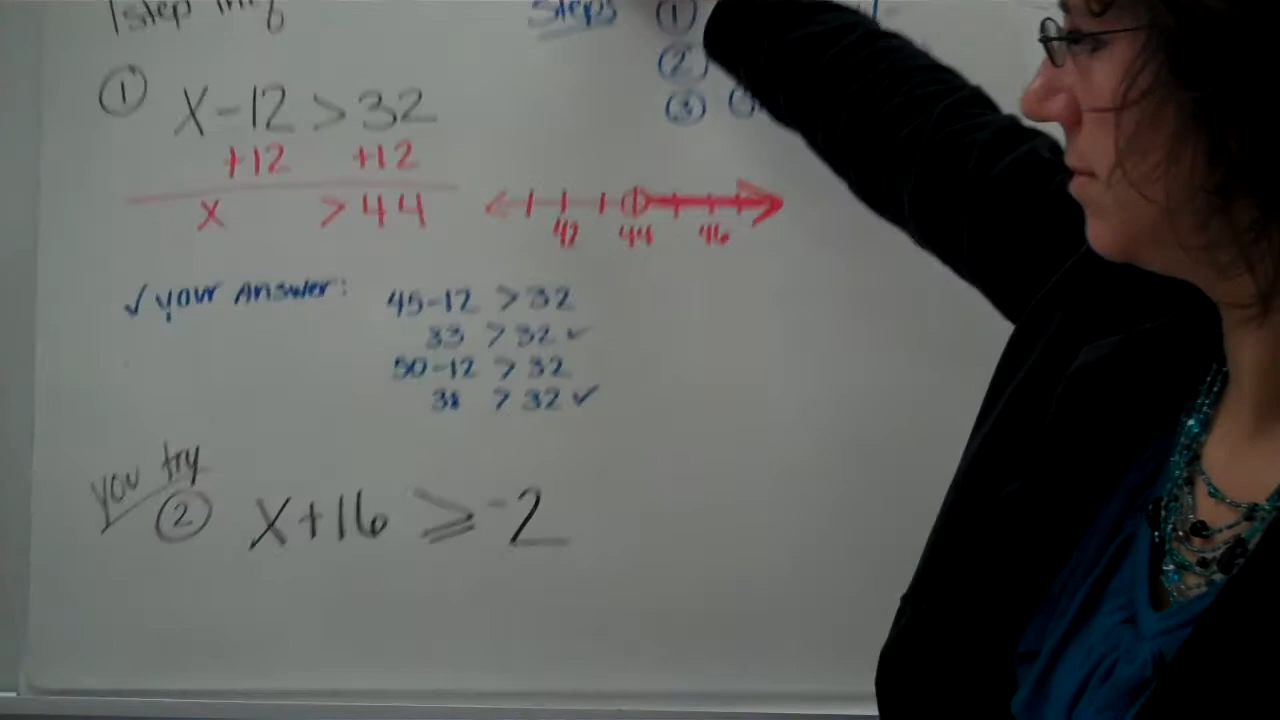 1 step
Steps
①
②
③
① x-12 > 32
+12 +12
x > 44
42 44 46
√ your answer:
45-12 > 32
33 > 32 ✓
50-12 > 32
38 > 32 ✓
you try
② x+16 ≥ -2